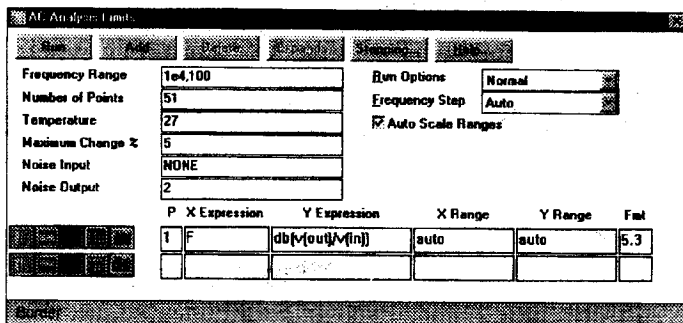 AC Analysis Limits
Run Add Delete Expand Stepping... Help...
Frequency Range 1e4,100 Run Options Normal
Number of Points 51 Frequency Step Auto
Temperature 27 Auto Scale Ranges
Maximum Change % 5
Noise Input NONE
Noise Output 2
P X Expression Y Expression X Range Y Range Fmt
1 F db(v(out)/v(in)) auto auto 5.3
Border